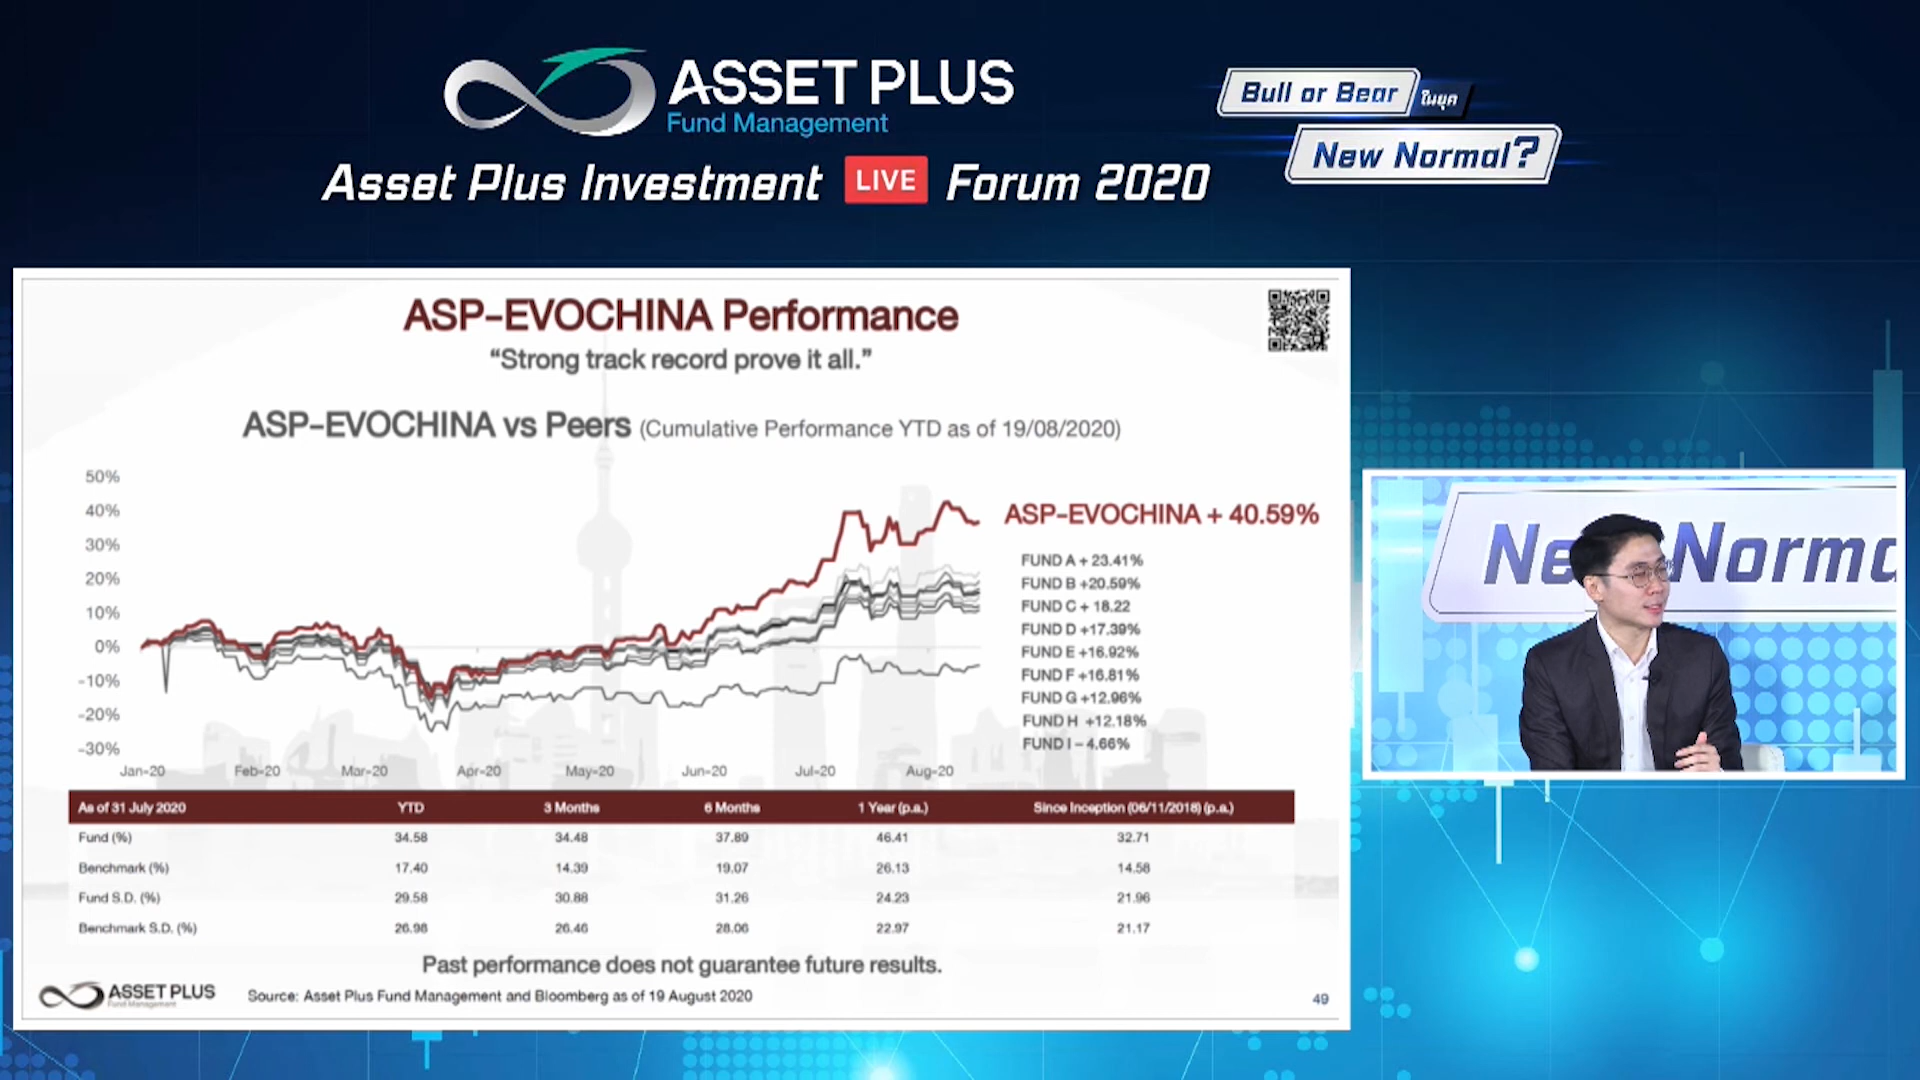 ASSET PLUS
Fund Management
Asset Plus Investment LIVE Forum 2020
Bull or Bear ในยุค
New Normal?
ASP-EVOCHINA Performance
“Strong track record prove it all.”
ASP-EVOCHINA vs Peers (Cumulative Performance YTD as of 19/08/2020)
50%
40%
30%
20%
10%
0%
-10%
-20%
-30%
Jan-20 Feb-20 Mar-20 Apr-20 May-20 Jun-20 Jul-20 Aug-20
ASP-EVOCHINA + 40.59%
FUND A + 23.41%
FUND B +20.59%
FUND C + 18.22
FUND D +17.39%
FUND E +16.92%
FUND F +16.81%
FUND G +12.96%
FUND H +12.18%
FUND I – 4.66%
As of 31 July 2020 YTD 3 Months 6 Months 1 Year (p.a.) Since Inception (06/11/2018) (p.a.)
Fund (%) 34.58 34.48 37.89 46.41 32.71
Benchmark (%) 17.40 14.39 19.07 26.13 14.58
Fund S.D. (%) 29.58 30.88 31.26 24.23 21.96
Benchmark S.D. (%) 26.98 26.46 28.06 22.97 21.17
Past performance does not guarantee future results.
ASSET PLUS
Fund Management
Source: Asset Plus Fund Management and Bloomberg as of 19 August 2020
49
Ne Norma